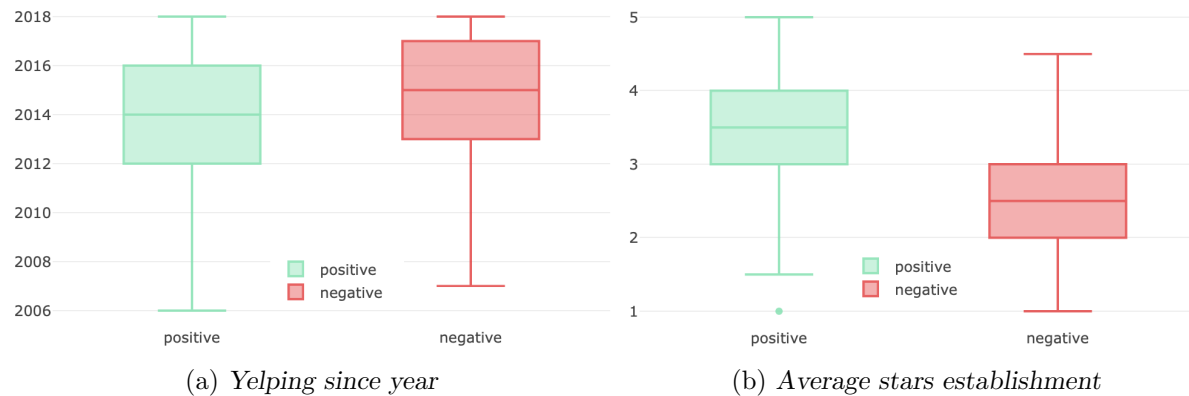 2018
2016
2014
2012
2010
2008
2006
positive
negative
positive
negative
(a) Yelping since year
5
4
3
2
1
positive
negative
positive
negative
(b) Average stars establishment